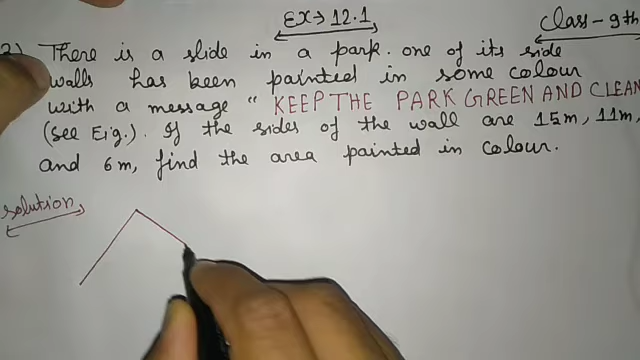 Ex→ 12.1
Class - 9th
3) There is a slide in a park. one of its side
walls has been painted in some colour
with a message " KEEP THE PARK GREEN AND CLEAN
(See Fig.). If the sides of the wall are 15m, 11m,
and 6m, find the area painted in colour.
solution